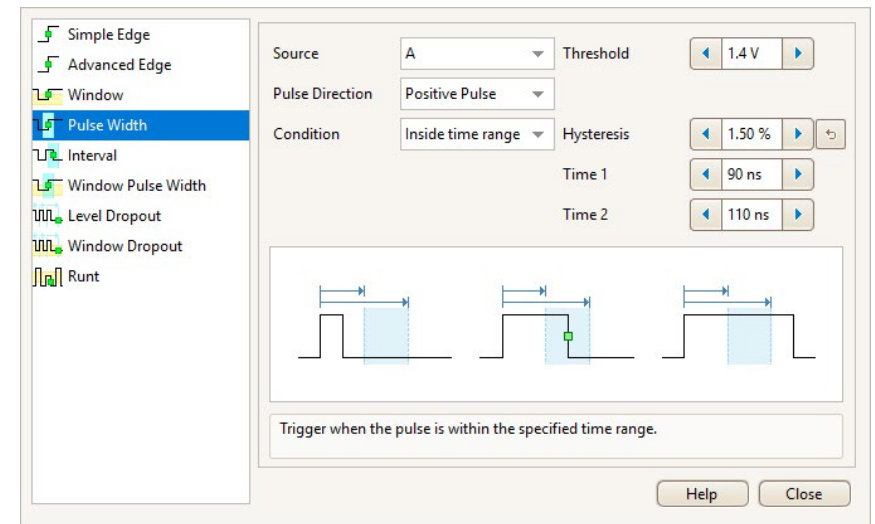 Simple Edge
Advanced Edge
Window
Pulse Width
Interval
Window Pulse Width
Level Dropout
Window Dropout
Runt
Source A Threshold 1.4 V
Pulse Direction Positive Pulse
Condition Inside time range Hysteresis 1.50 %
Time 1 90 ns
Time 2 110 ns
Trigger when the pulse is within the specified time range.
Help Close